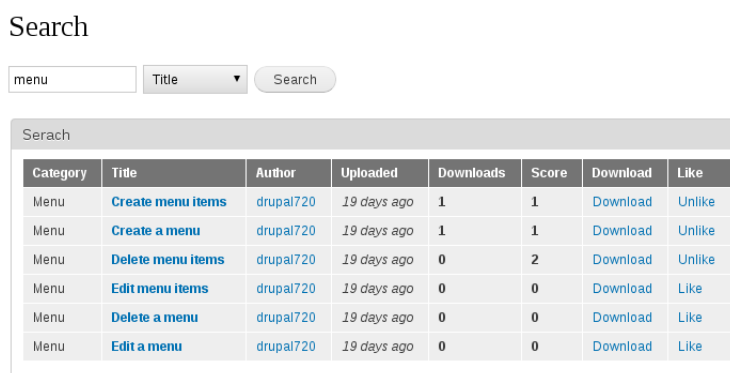 Search
menu Title Search
Serach
Category Title Author Uploaded Downloads Score Download Like
Menu Create menu items drupal720 19 days ago 1 1 Download Unlike
Menu Create a menu drupal720 19 days ago 1 1 Download Unlike
Menu Delete menu items drupal720 19 days ago 0 2 Download Unlike
Menu Edit menu items drupal720 19 days ago 0 0 Download Like
Menu Delete a menu drupal720 19 days ago 0 0 Download Like
Menu Edit a menu drupal720 19 days ago 0 0 Download Like